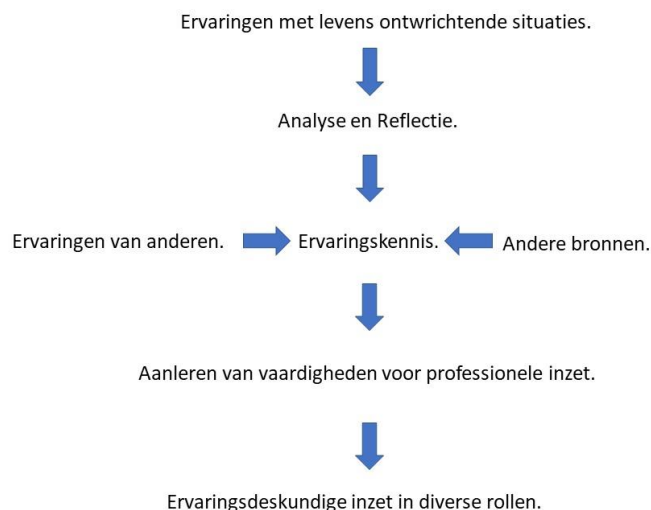 Ervaringen met levens ontwrichtende situaties.
Analyse en Reflectie.
Ervaringen van anderen.
Ervaringskennis.
Andere bronnen.
Aanleren van vaardigheden voor professionele inzet.
Ervaringsdeskundige inzet in diverse rollen.